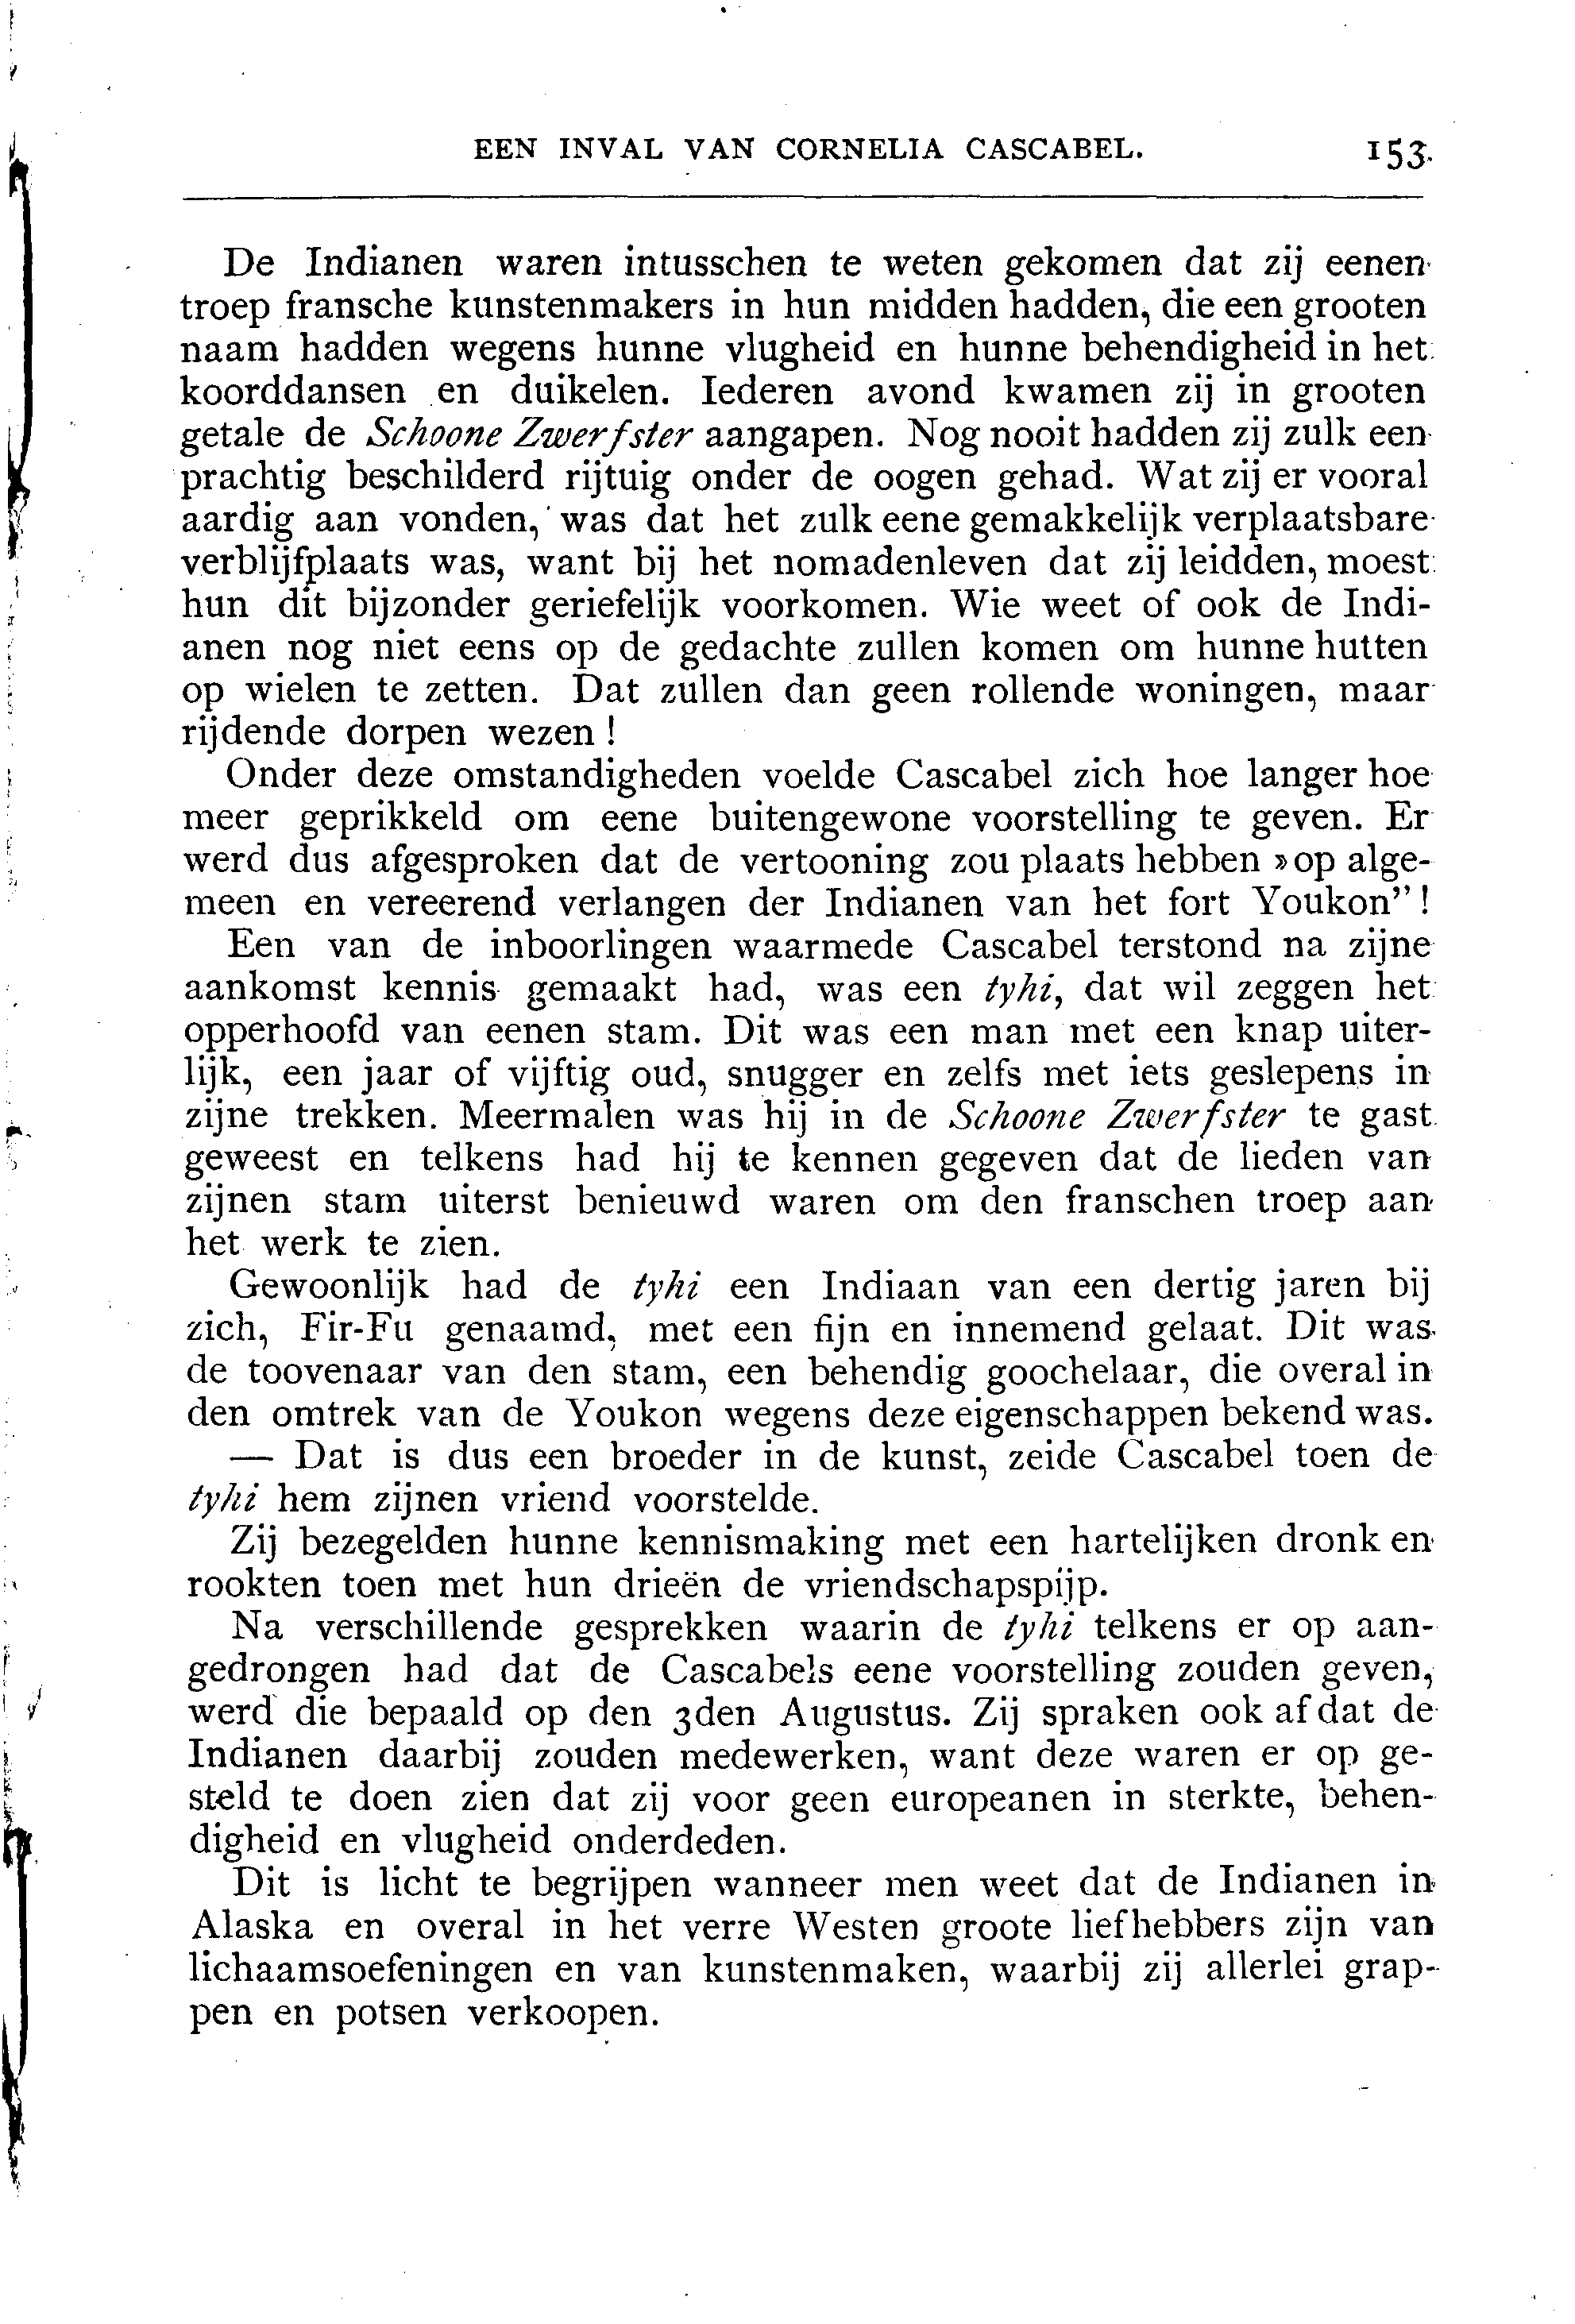 EEN INVAL VAN CORNELIA CASCABEL. 153
De Indianen waren intusschen te weten gekomen dat zij eenen
troep fransche kunstenmakers in hun midden hadden, die een grooten
naam hadden wegens hunne vlugheid en hunne behendigheid in het
koorddansen en duikelen. Iederen avond kwamen zij in grooten
getale de Schoone Zwerfster aangapen. Nog nooit hadden zij zulk een
prachtig beschilderd rijtuig onder de oogen gehad. Wat zij er vooral
aardig aan vonden, was dat het zulk eene gemakkelijk verplaatsbare
verblijfplaats was, want bij het nomadenleven dat zij leidden, moest
hun dit bijzonder geriefelijk voorkomen. Wie weet of ook de Indi-
anen nog niet eens op de gedachte zullen komen om hunne hutten
op wielen te zetten. Dat zullen dan geen rollende woningen, maar
rijdende dorpen wezen !
Onder deze omstandigheden voelde Cascabel zich hoe langer hoe
meer geprikkeld om eene buitengewone voorstelling te geven. Er
werd dus afgesproken dat de vertooning zou plaats hebben »op alge-
meen en vereerend verlangen der Indianen van het fort Youkon”!
Een van de inboorlingen waarmede Cascabel terstond na zijne
aankomst kennis gemaakt had, was een tyhi, dat wil zeggen het
opperhoofd van eenen stam. Dit was een man met een knap uiter-
lijk, een jaar of vijftig oud, snugger en zelfs met iets geslepens in
zijne trekken. Meermalen was hij in de Schoone Zwerfster te gast
geweest en telkens had hij te kennen gegeven dat de lieden van
zijnen stam uiterst benieuwd waren om den franschen troep aan
het werk te zien.
Gewoonlijk had de tyhi een Indiaan van een dertig jaren bij
zich, Fir-Fu genaamd, met een fijn en innemend gelaat. Dit was
de toovenaar van den stam, een behendig goochelaar, die overal in
den omtrek van de Youkon wegens deze eigenschappen bekend was.
— Dat is dus een broeder in de kunst, zeide Cascabel toen de
tyhi hem zijnen vriend voorstelde.
Zij bezegelden hunne kennismaking met een hartelijken dronk en
rookten toen met hun drieën de vriendschapspijp.
Na verschillende gesprekken waarin de tyhi telkens er op aan-
gedrongen had dat de Cascabels eene voorstelling zouden geven,
werd die bepaald op den 3den Augustus. Zij spraken ook af dat de
Indianen daarbij zouden medewerken, want deze waren er op ge-
steld te doen zien dat zij voor geen europeanen in sterkte, behen-
digheid en vlugheid onderdeden.
Dit is licht te begrijpen wanneer men weet dat de Indianen in
Alaska en overal in het verre Westen groote liefhebbers zijn van
lichaamsoefeningen en van kunstenmaken, waarbij zij allerlei grap-
pen en potsen verkoopen.